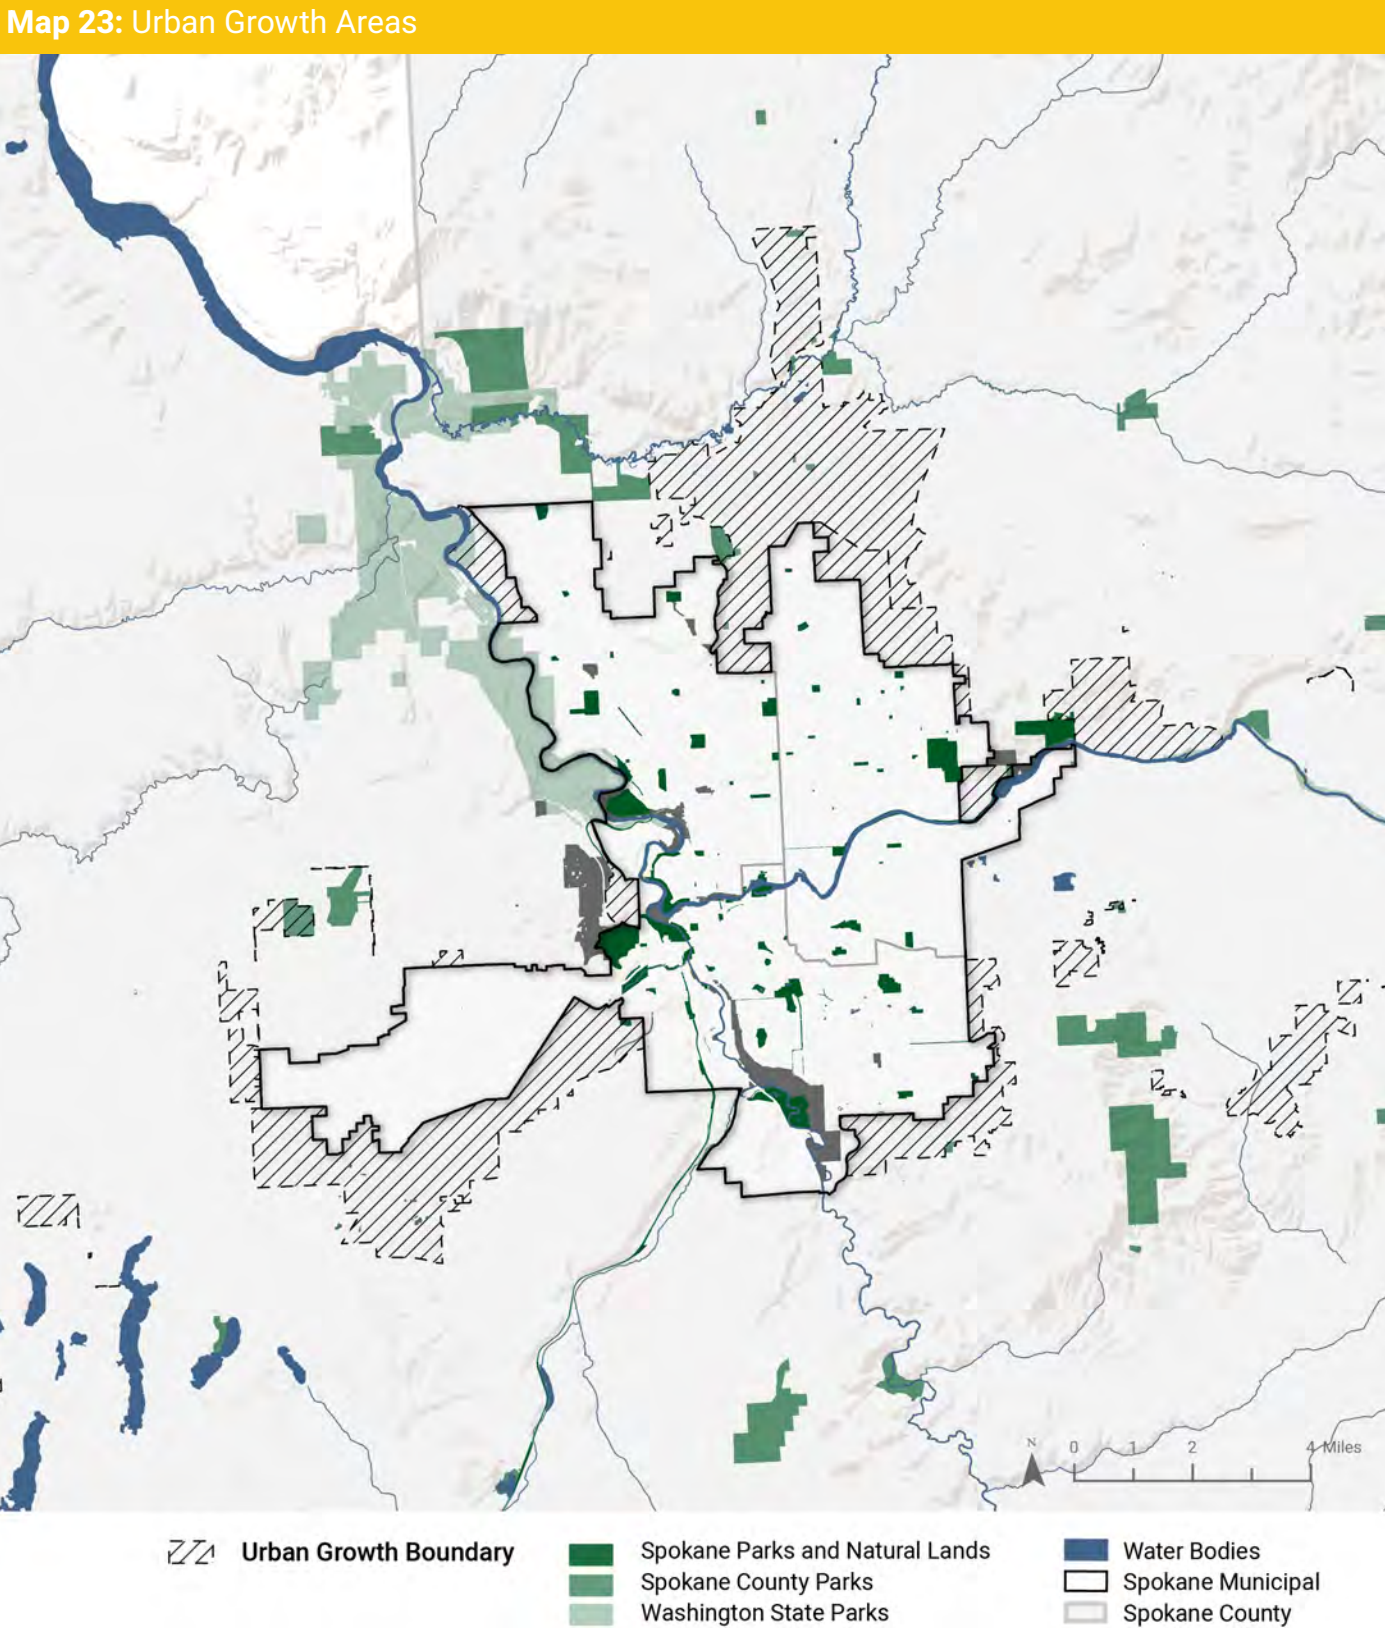 Map 23: Urban Growth Areas
N
0 1 2 4 Miles
Urban Growth Boundary
Spokane Parks and Natural Lands
Spokane County Parks
Washington State Parks
Water Bodies
Spokane Municipal
Spokane County